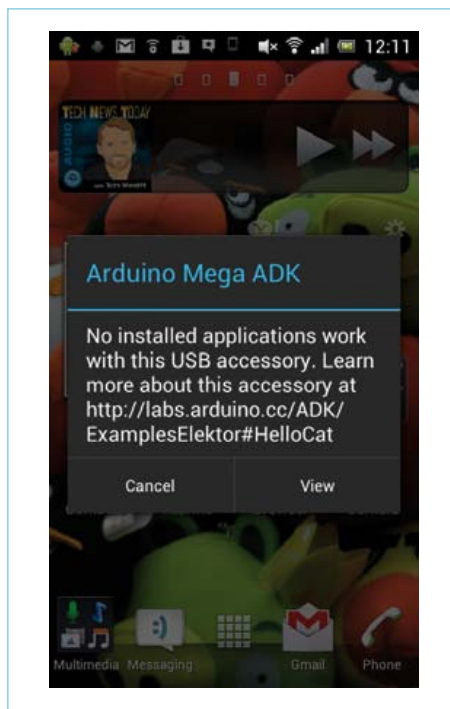 12:11
TECH NEWS TODAY
AUDIO
Arduino Mega ADK
No installed applications work
with this USB accessory. Learn
more about this accessory at
http://labs.arduino.cc/ADK/
ExamplesElektor#HelloCat
Cancel
View
Multimedia
Messaging
Gmail
Phone